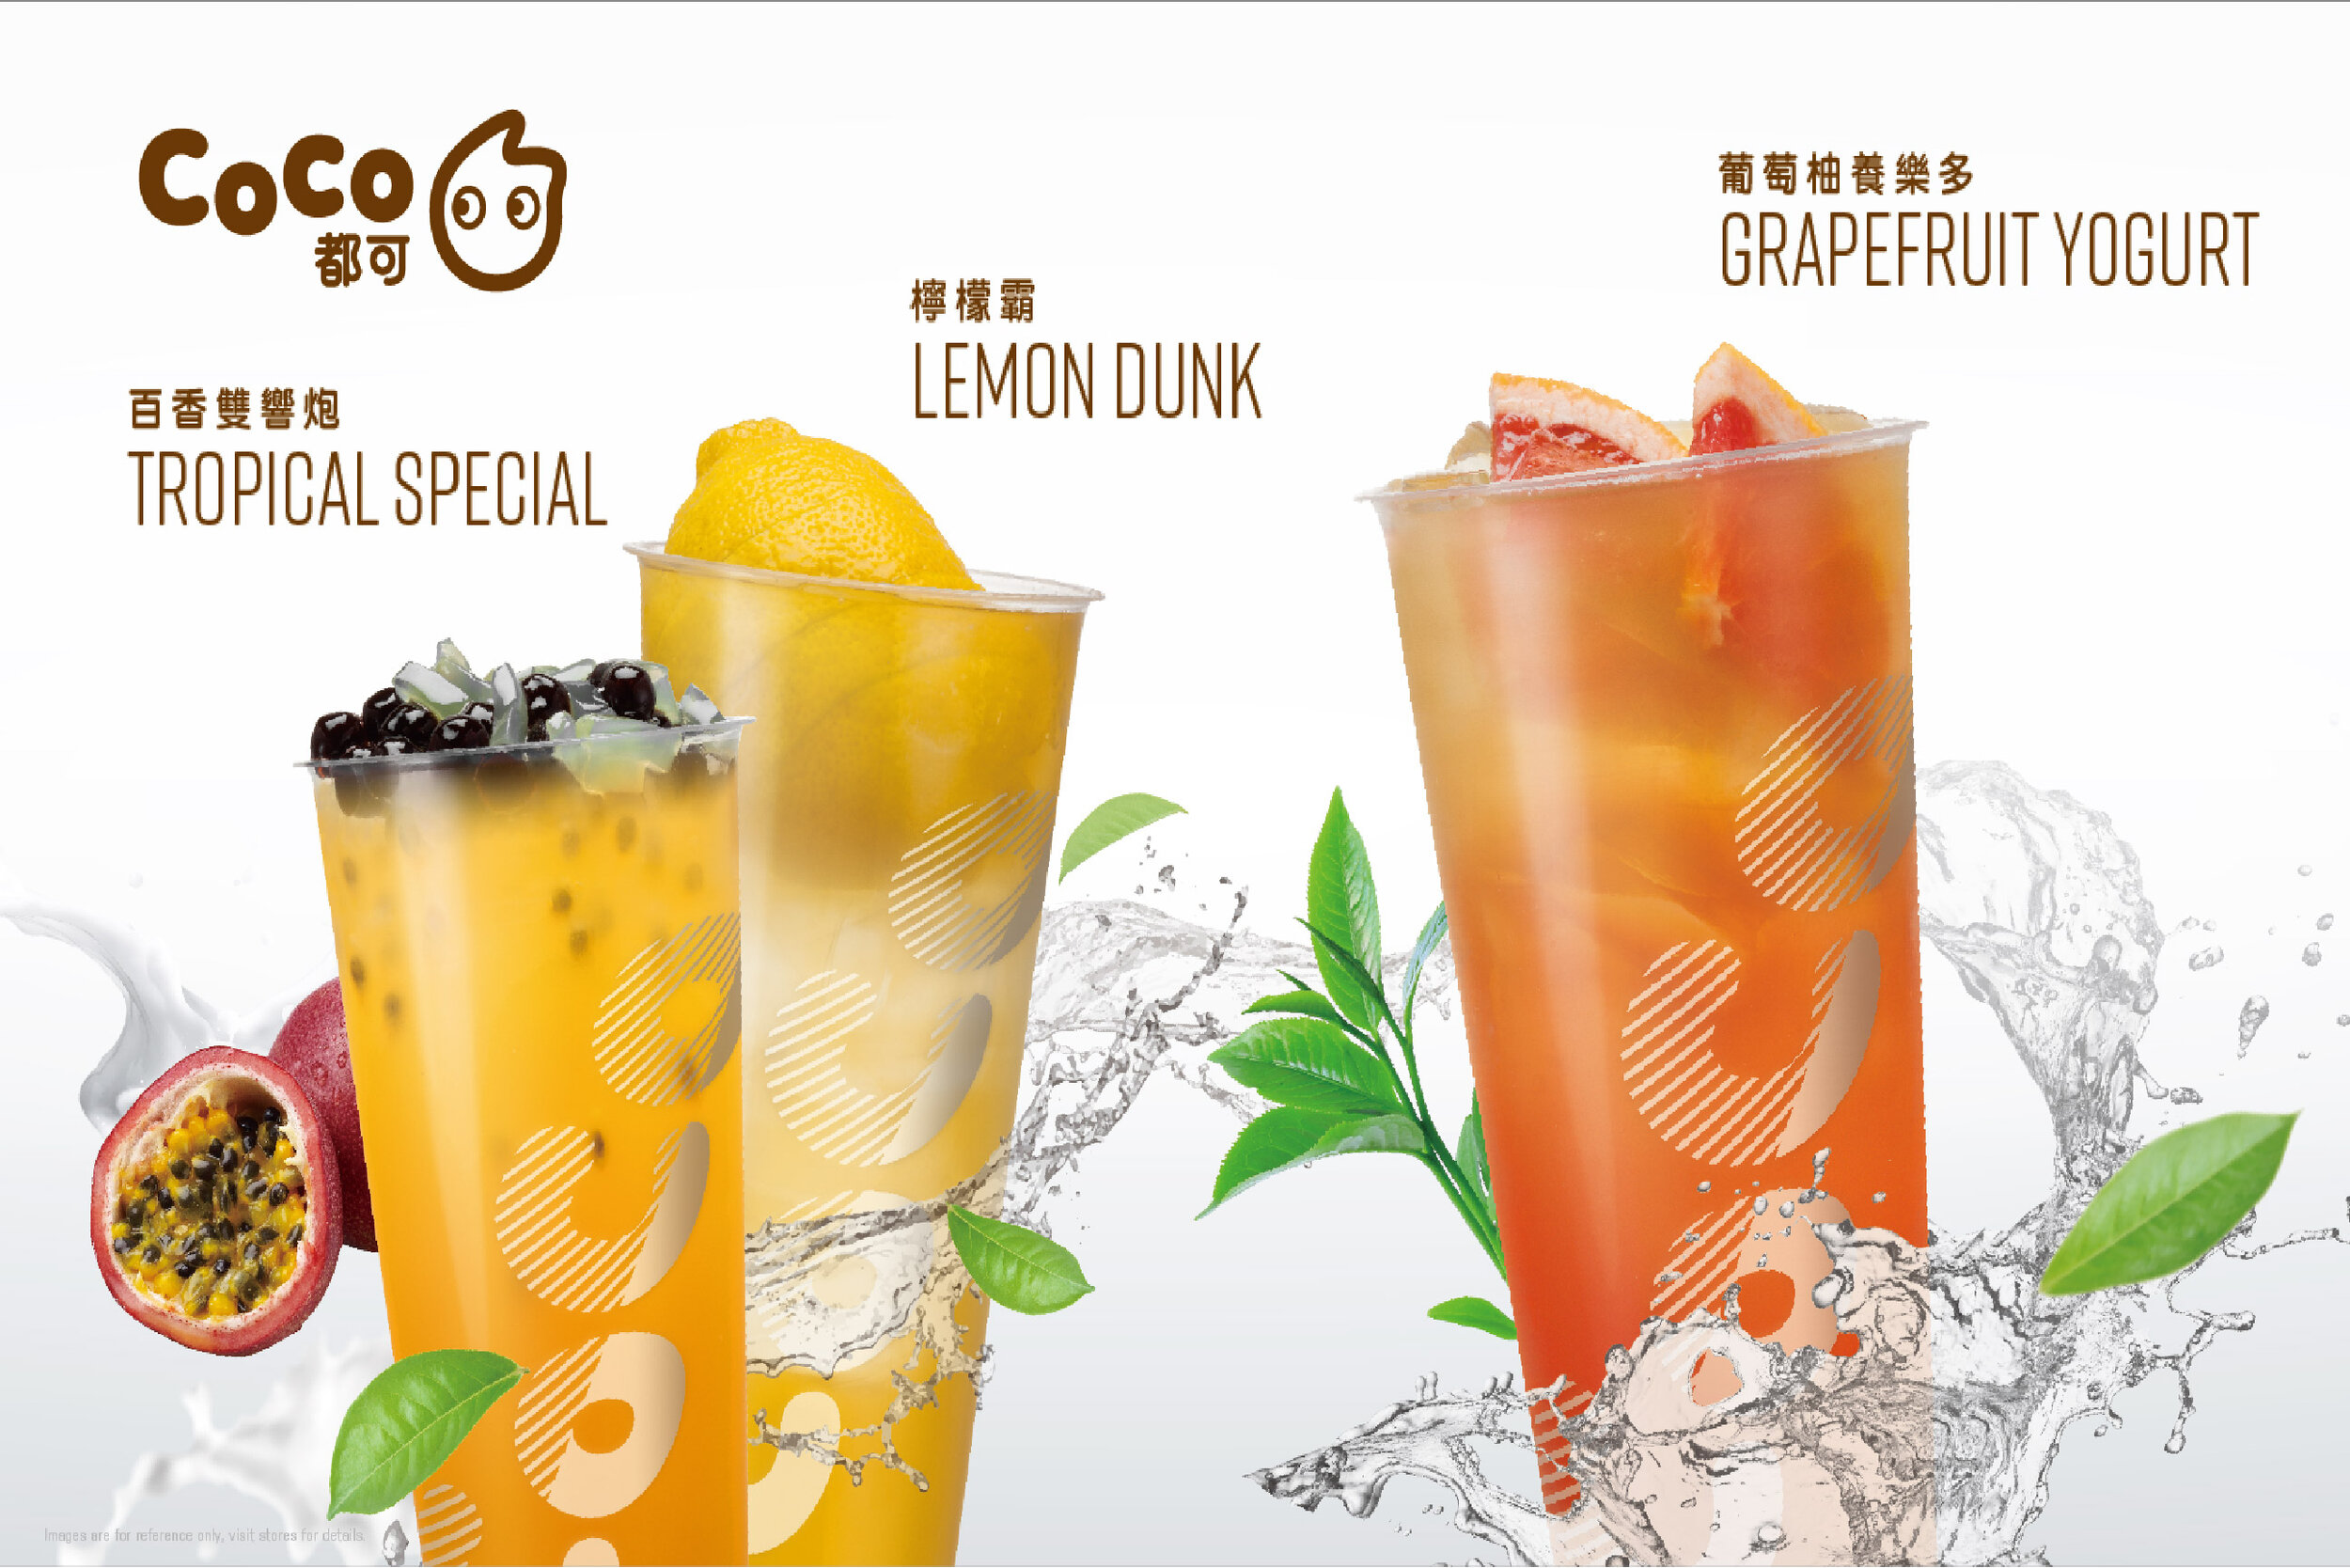 CoCo
都可
百香雙響炮
TROPICAL SPECIAL
檸檬霸
LEMON DUNK
葡萄柚養樂多
GRAPEFRUIT YOGURT
Images are for reference only, visit stores for details.